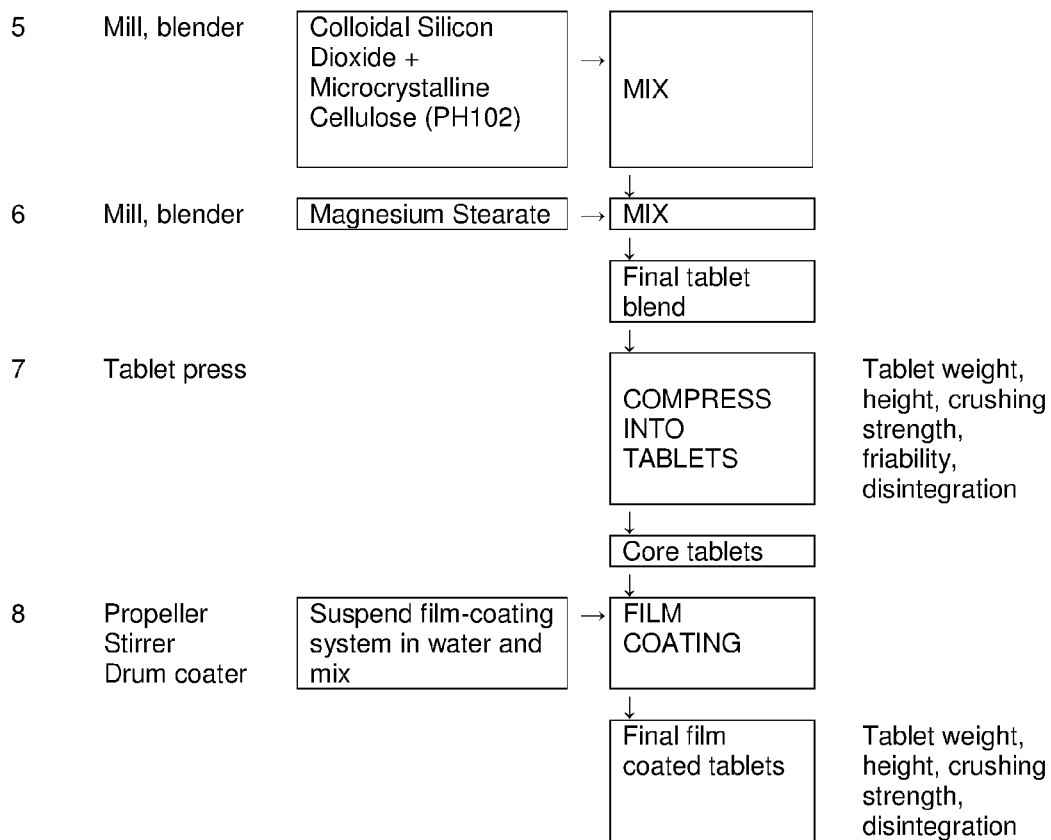 5 Mill, blender Colloidal Silicon
Dioxide +
Microcrystalline
Cellulose (PH102)
→ MIX
↓
6 Mill, blender Magnesium Stearate → MIX
↓
Final tablet
blend
↓
7 Tablet press
COMPRESS
INTO
TABLETS
Tablet weight,
height, crushing
strength,
friability,
disintegration
↓
Core tablets
↓
8 Propeller
Stirrer
Drum coater
Suspend film-coating
system in water and
mix
→ FILM
COATING
↓
Final film
coated tablets
Tablet weight,
height, crushing
strength,
disintegration